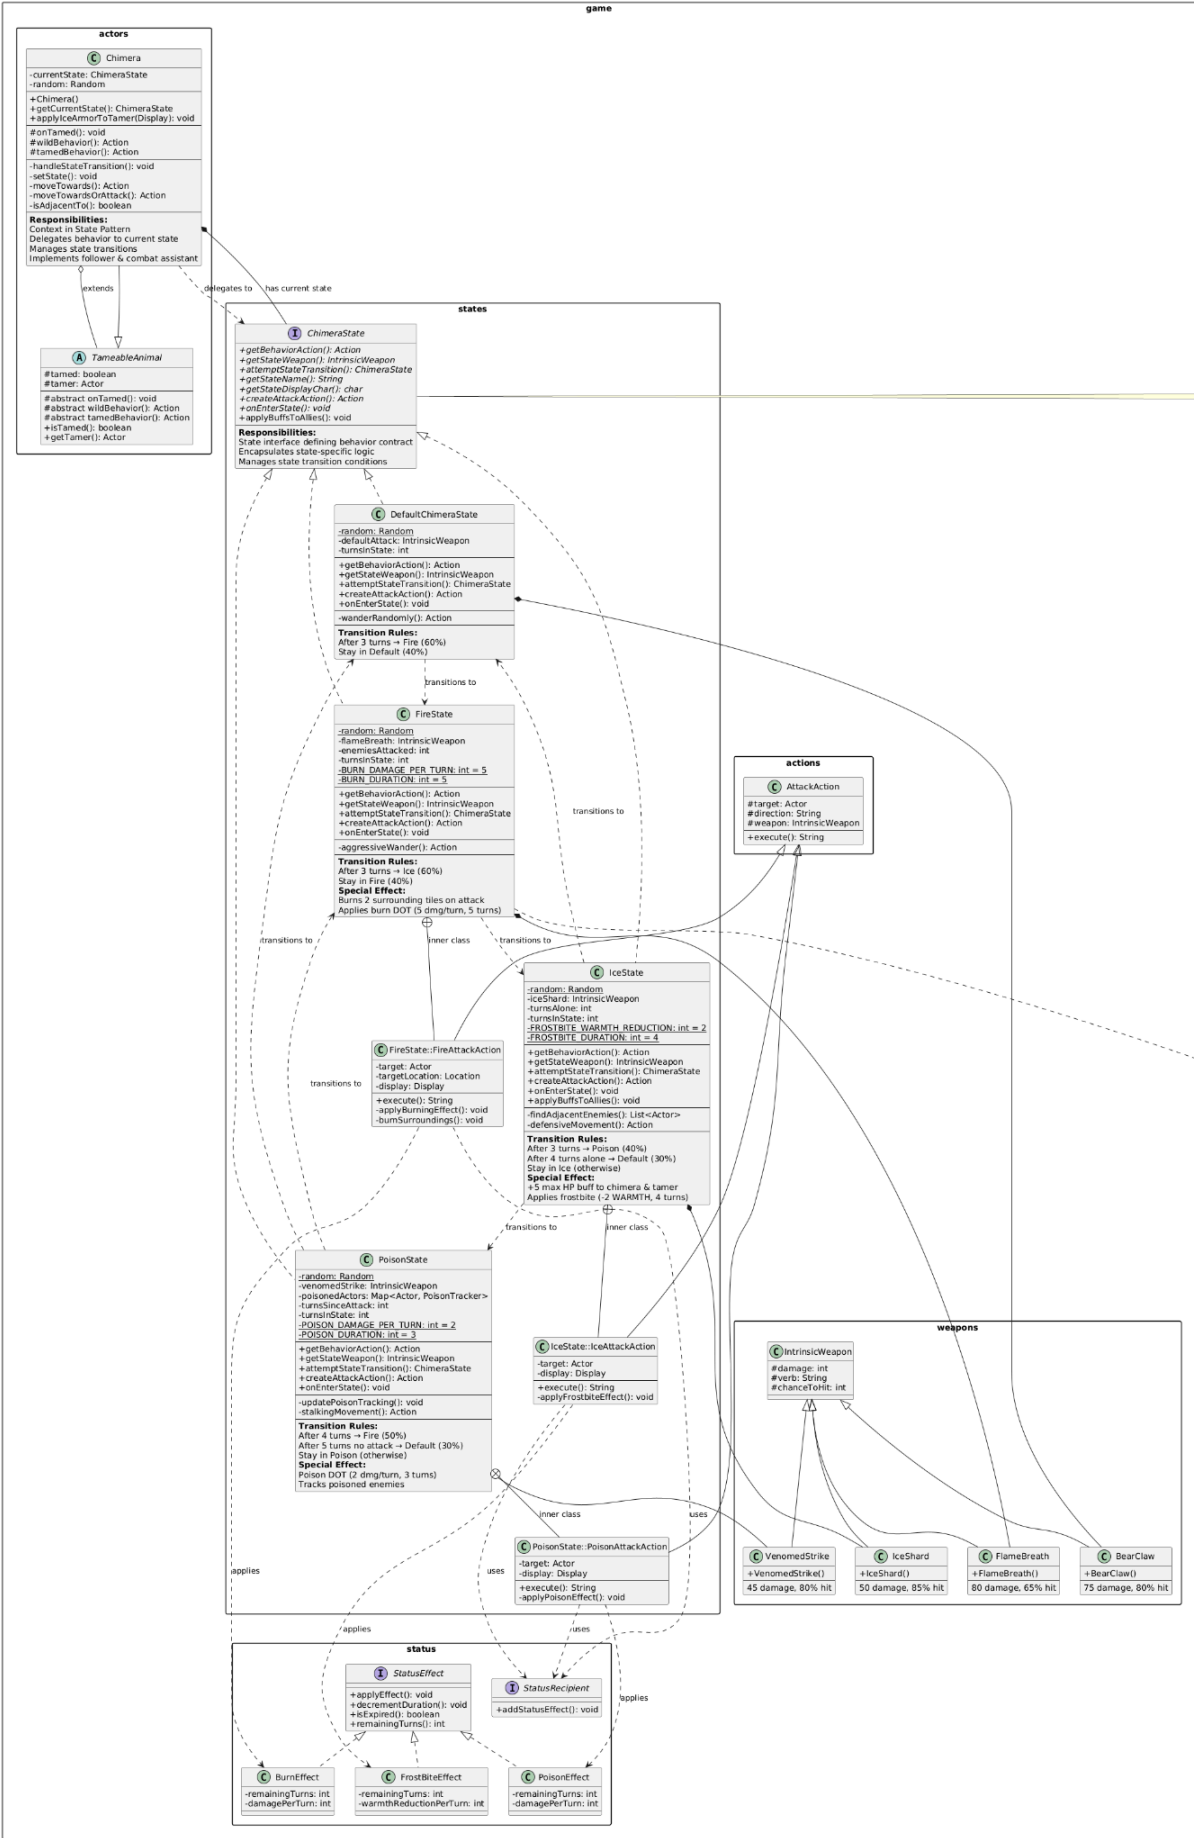 game
actors
C Chimera
-currentState: ChimeraState
-random: Random
+Chimera()
+getCurrentState(): ChimeraState
+applyIceArmorToTamer(Display): void
#onTamed(): void
#wildBehavior(): Action
#tamedBehavior(): Action
-handleStateTransition(): void
-setState(): void
-moveTowards(): Action
-moveTowardsOrAttack(): Action
-isAdjacentTo(): boolean
Responsibilities:
Context in State Pattern
Delegates behavior to current state
Manages state transitions
Implements follower & combat assistant
extends
delegates to
has current state
A TameableAnimal
#tamed: boolean
#tamer: Actor
#abstract onTamed(): void
#abstract wildBehavior(): Action
#abstract tamedBehavior(): Action
+isTamed(): boolean
+getTamer(): Actor
states
I ChimeraState
+getBehaviorAction(): Action
+getStateWeapon(): IntrinsicWeapon
+attemptStateTransition(): ChimeraState
+getStateName(): String
+getStateDisplayChar(): char
+createAttackAction(): Action
+onEnterState(): void
+applyBuffsToAllies(): void
Responsibilities:
State interface defining behavior contract
Encapsulates state-specific logic
Manages state transition conditions
C DefaultChimeraState
-random: Random
-defaultAttack: IntrinsicWeapon
-turnsInState: int
+getBehaviorAction(): Action
+getStateWeapon(): IntrinsicWeapon
+attemptStateTransition(): ChimeraState
+createAttackAction(): Action
+onEnterState(): void
-wanderRandomly(): Action
Transition Rules:
After 3 turns → Fire (60%)
Stay in Default (40%)
transitions to
C FireState
-random: Random
-flameBreath: IntrinsicWeapon
-enemiesAttacked: int
-turnsInState: int
-BURN_DAMAGE_PER_TURN: int = 5
-BURN_DURATION: int = 5
+getBehaviorAction(): Action
+getStateWeapon(): IntrinsicWeapon
+attemptStateTransition(): ChimeraState
+createAttackAction(): Action
+onEnterState(): void
-aggressiveWander(): Action
Transition Rules:
After 3 turns → Ice (60%)
Stay in Fire (40%)
Special Effect:
Burns 2 surrounding tiles on attack
Applies burn DOT (5 dmg/turn, 5 turns)
transitions to
actions
C AttackAction
#target: Actor
#direction: String
#weapon: IntrinsicWeapon
+execute(): String
transitions to
inner class
transitions to
C IceState
-random: Random
-iceShard: IntrinsicWeapon
-turnsAlone: int
-turnsInState: int
-FROSTBITE_WARMTH_REDUCTION: int = 2
-FROSTBITE_DURATION: int = 4
+getBehaviorAction(): Action
+getStateWeapon(): IntrinsicWeapon
+attemptStateTransition(): ChimeraState
+createAttackAction(): Action
+onEnterState(): void
+applyBuffsToAllies(): void
-findAdjacentEnemies(): List<Actor>
-defensiveMovement(): Action
Transition Rules:
After 3 turns → Poison (40%)
After 4 turns alone → Default (30%)
Stay in Ice (otherwise)
Special Effect:
+5 max HP buff to chimera & tamer
Applies frostbite (-2 WARMTH, 4 turns)
C FireState::FireAttackAction
-target: Actor
-targetLocation: Location
-display: Display
+execute(): String
-applyBurningEffect(): void
-burnSurroundings(): void
transitions to
transitions to
inner class
C PoisonState
-random: Random
-venomedStrike: IntrinsicWeapon
-poisonedActors: Map<Actor, PoisonTracker>
-turnsSinceAttack: int
-turnsInState: int
-POISON_DAMAGE_PER_TURN: int = 2
-POISON_DURATION: int = 3
+getBehaviorAction(): Action
+getStateWeapon(): IntrinsicWeapon
+attemptStateTransition(): ChimeraState
+createAttackAction(): Action
+onEnterState(): void
-updatePoisonTracking(): void
-stalkingMovement(): Action
Transition Rules:
After 4 turns → Fire (50%)
After 5 turns no attack → Default (30%)
Stay in Poison (otherwise)
Special Effect:
Poison DOT (2 dmg/turn, 3 turns)
Tracks poisoned enemies
C IceState::IceAttackAction
-target: Actor
-display: Display
+execute(): String
-applyFrostbiteEffect(): void
weapons
C IntrinsicWeapon
#damage: int
#verb: String
#chanceToHit: int
inner class
uses
C PoisonState::PoisonAttackAction
-target: Actor
-display: Display
+execute(): String
-applyPoisonEffect(): void
C VenomedStrike
+VenomedStrike()
45 damage, 80% hit
C IceShard
+IceShard()
50 damage, 85% hit
C FlameBreath
+FlameBreath()
80 damage, 65% hit
C BearClaw
+BearClaw()
75 damage, 80% hit
applies
uses
applies
uses
applies
status
I StatusEffect
+applyEffect(): void
+decrementDuration(): void
+isExpired(): boolean
+remainingTurns(): int
I StatusRecipient
+addStatusEffect(): void
C BurnEffect
-remainingTurns: int
-damagePerTurn: int
C FrostBiteEffect
-remainingTurns: int
-warmthReductionPerTurn: int
C PoisonEffect
-remainingTurns: int
-damagePerTurn: int